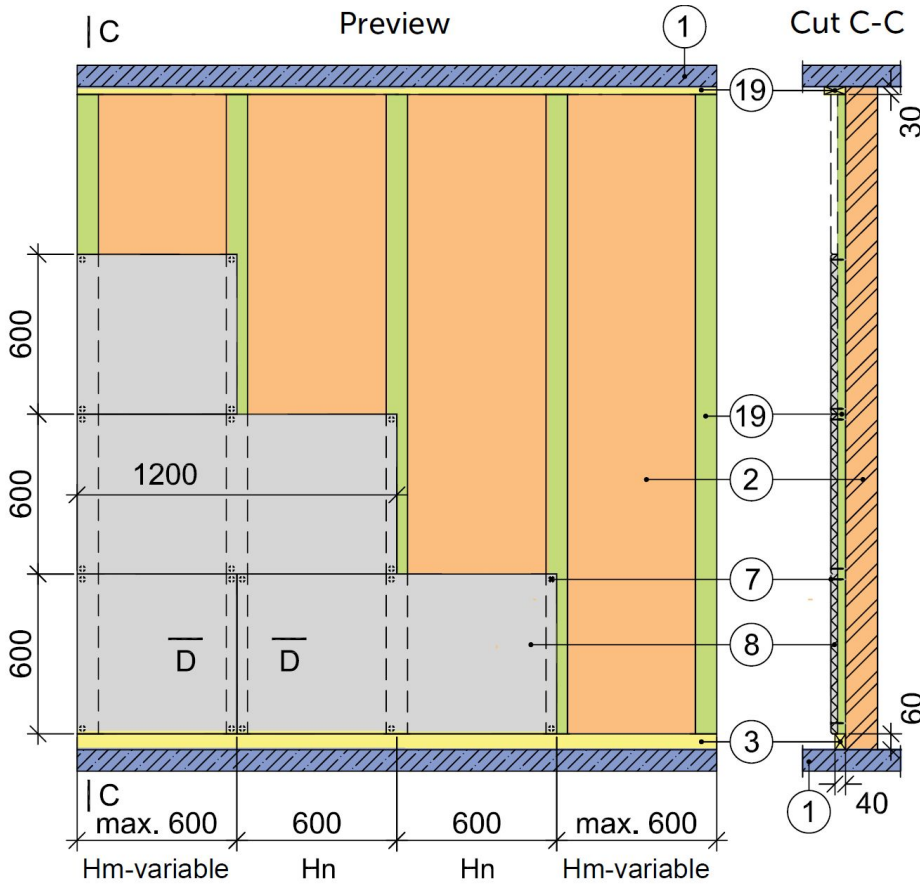 C
Preview
1
Cut C-C
19
30
600
19
600
1200
2
7
600
D
D
8
60
3
C
1
40
max. 600
600
600
max. 600
Hm-variable
Hn
Hn
Hm-variable